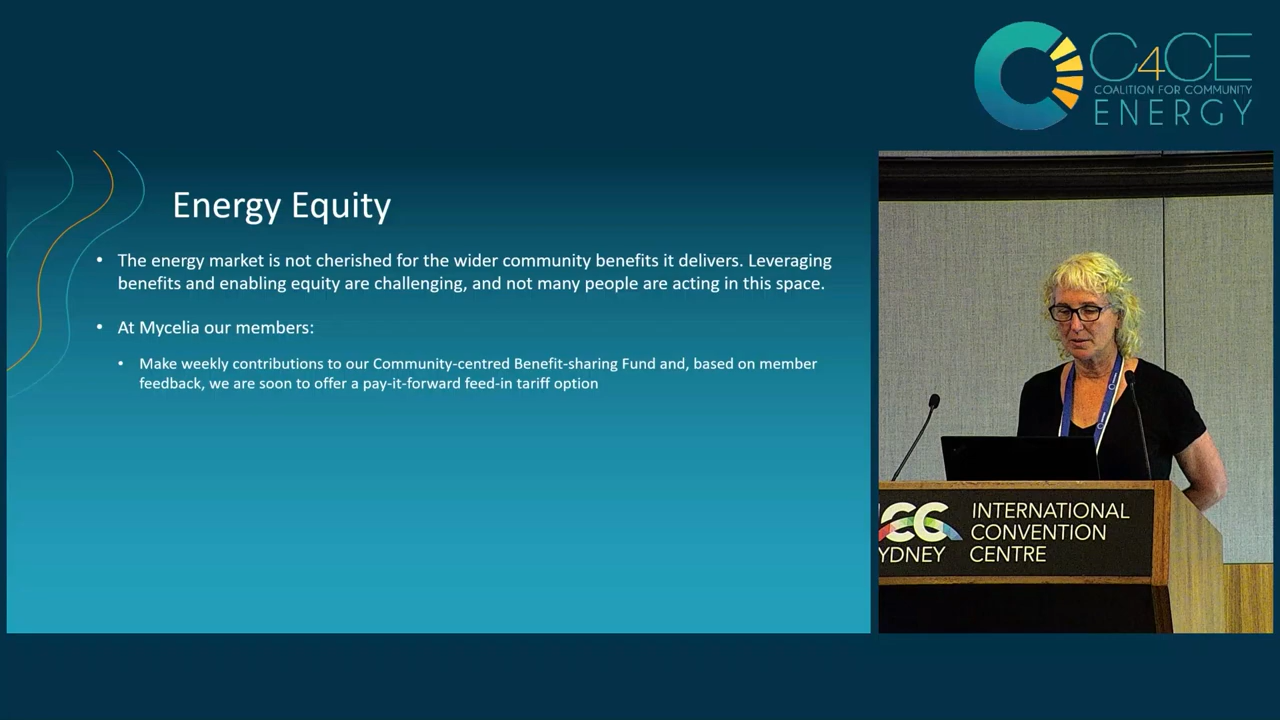 C4CE
COALITION FOR COMMUNITY
ENERGY
Energy Equity
• The energy market is not cherished for the wider community benefits it delivers. Leveraging
benefits and enabling equity are challenging, and not many people are acting in this space.
• At Mycelia our members:
• Make weekly contributions to our Community-centred Benefit-sharing Fund and, based on member
feedback, we are soon to offer a pay-it-forward feed-in tariff option
INTERNATIONAL
CONVENTION
CENTRE